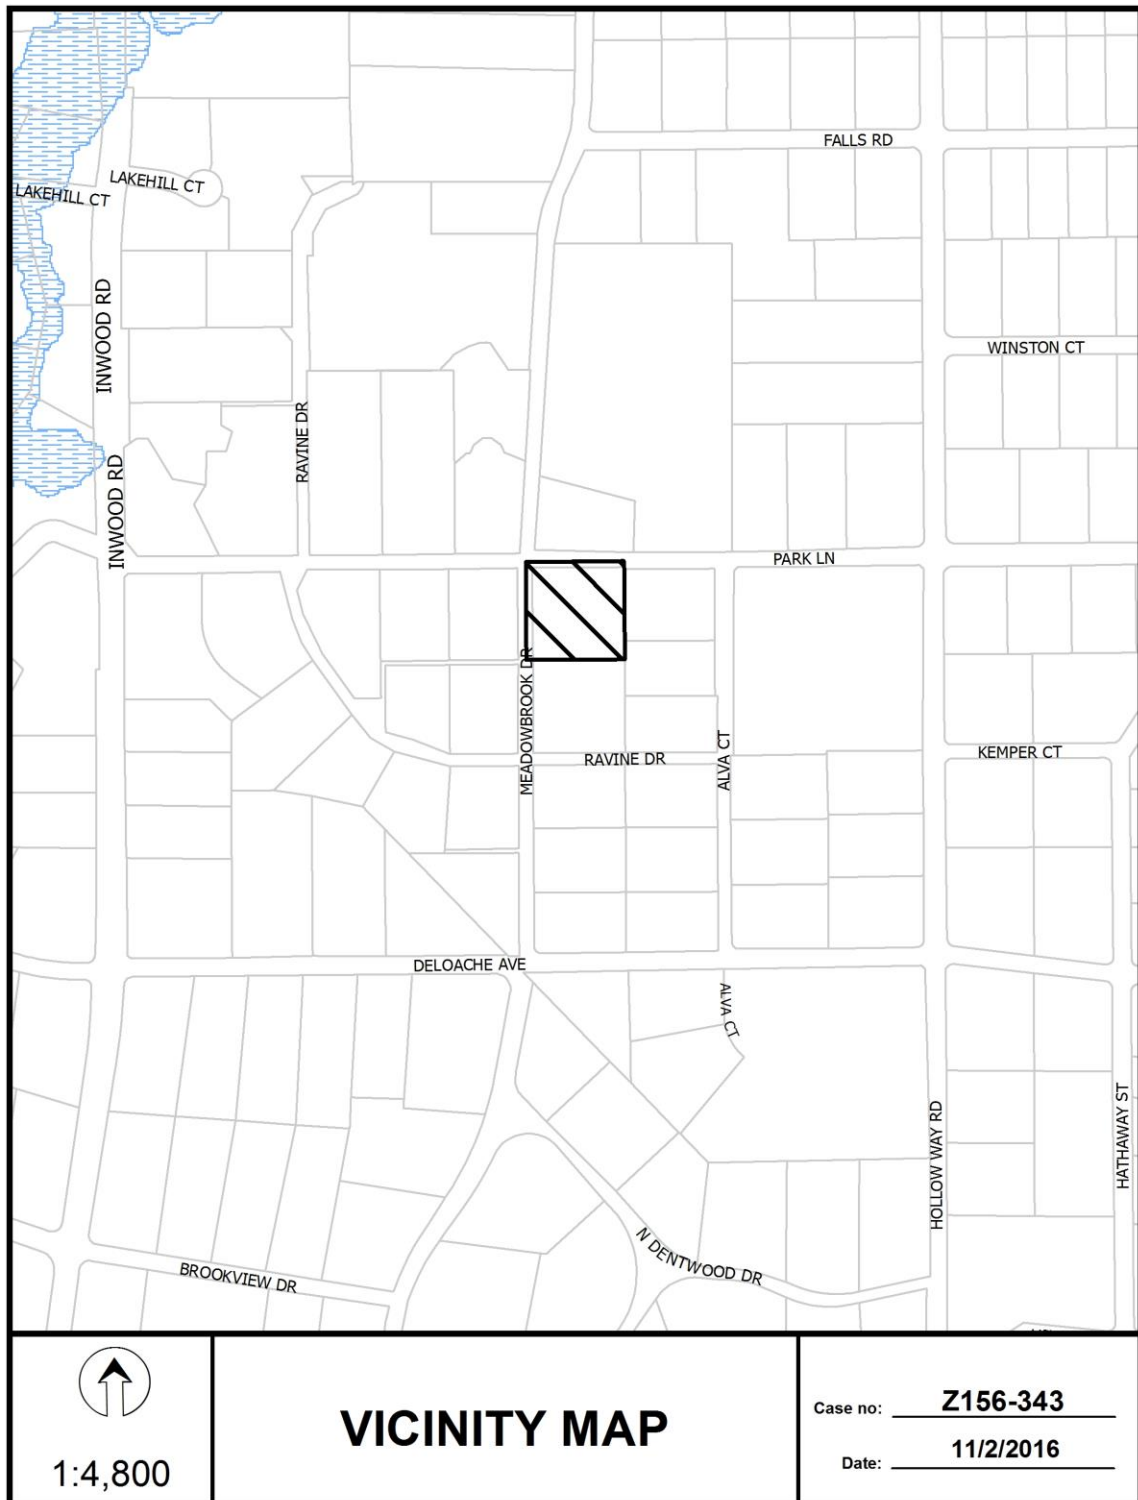 FALLS RD
LAKEHILL CT
LAKEHILL CT
INWOOD RD
WINSTON CT
RAVINE DR
INWOOD RD
PARK LN
MEADOWBROOK DR
ALVA CT
RAVINE DR
KEMPER CT
DELOACHE AVE
ALVA CT
HOLLOW WAY RD
HATHAWAY ST
N DENTWOOD DR
BROOKVIEW DR
1:4,800
VICINITY MAP
Case no: Z156-343
Date: 11/2/2016